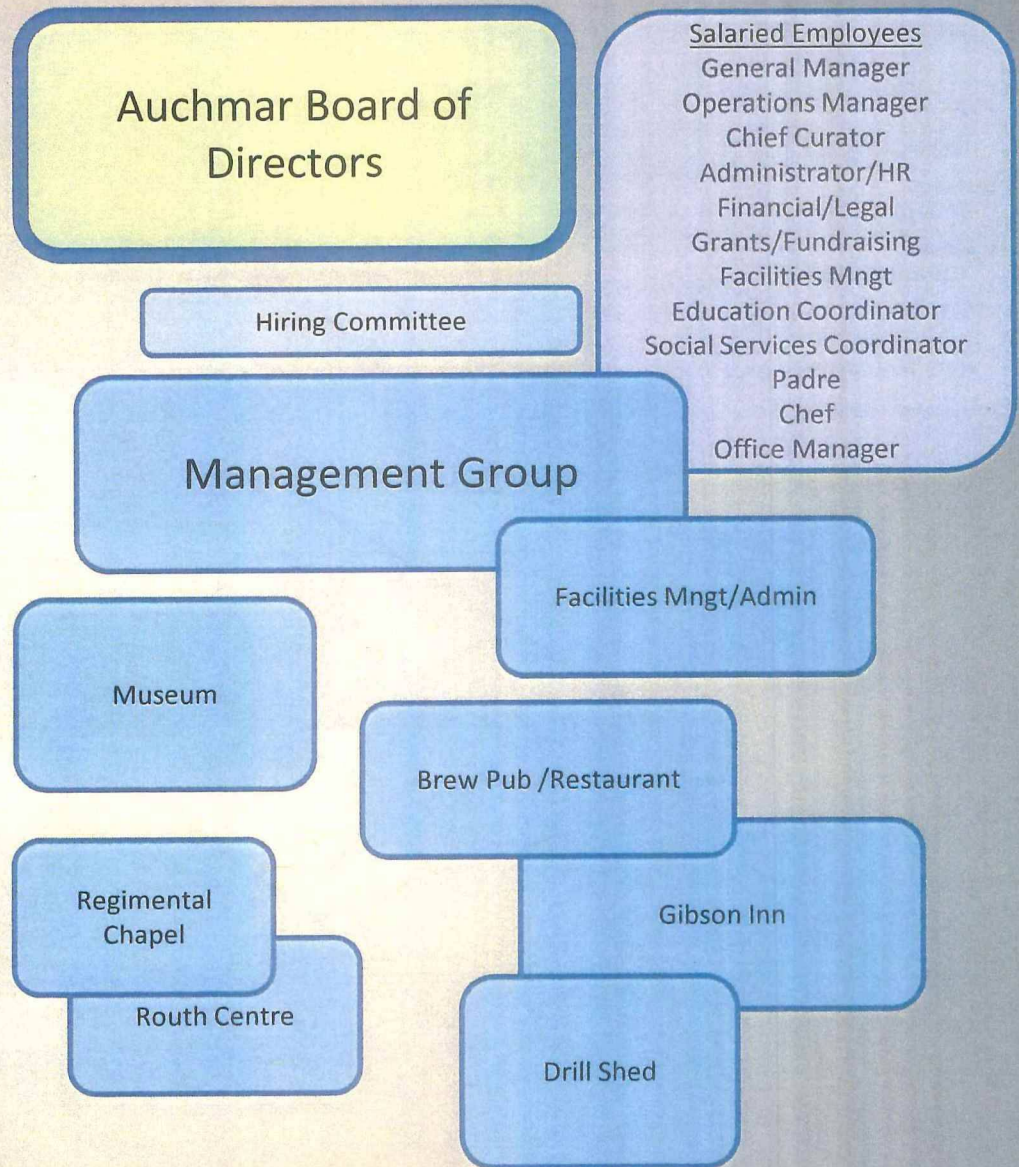 Auchmar Board of
Directors
Salaried Employees
General Manager
Operations Manager
Chief Curator
Administrator/HR
Financial/Legal
Grants/Fundraising
Facilities Mngt
Education Coordinator
Social Services Coordinator
Padre
Chef
Office Manager
Hiring Committee
Management Group
Facilities Mngt/Admin
Museum
Brew Pub /Restaurant
Regimental
Chapel
Gibson Inn
Routh Centre
Drill Shed